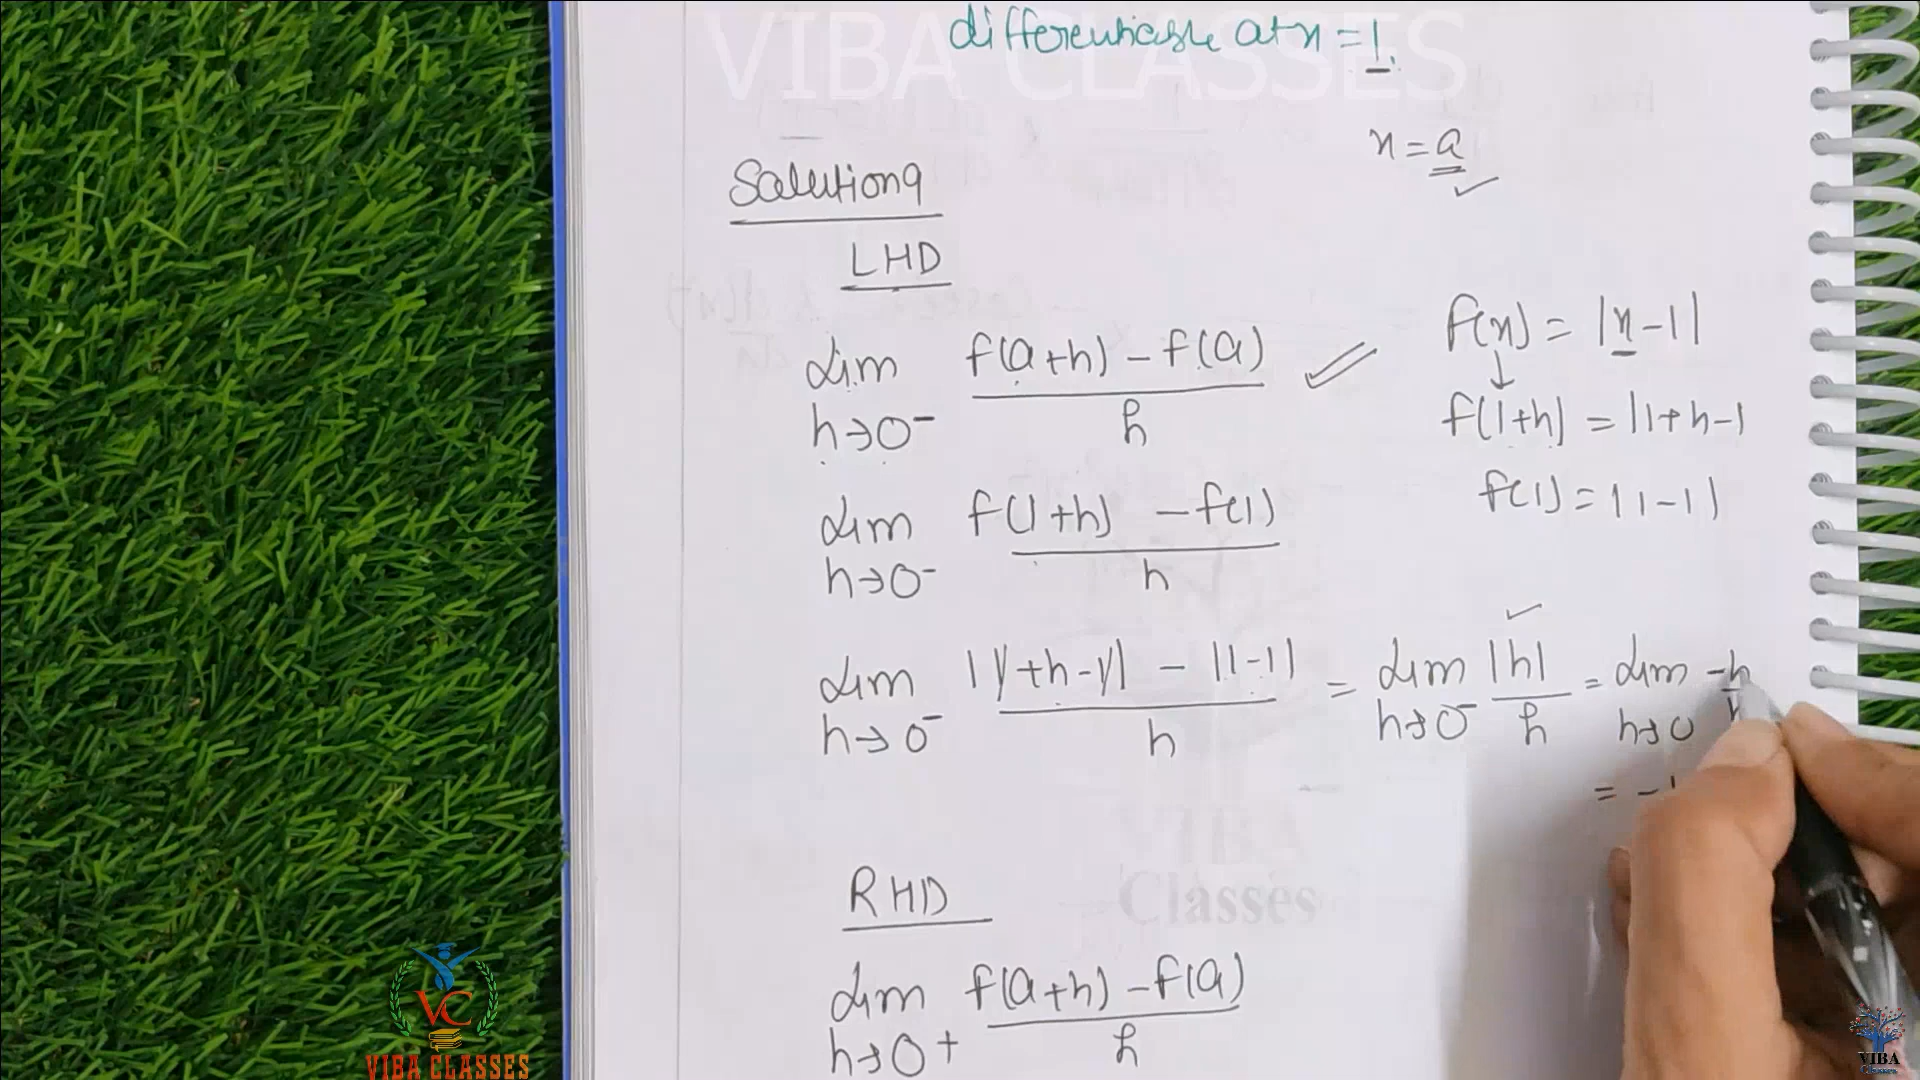 differentiable at x = 1.
VIBA CLASSES
x = a
Solution 9
LHD
f(x) = |x-1|
lim f(a+h) - f(a)
h→0⁻ h
f(1+h) = |1+h-1
lim f(1+h) - f(1)
h→0⁻ h
f(1) = |1-1|
lim |1+h-1| - |1-1| = lim |h| = lim -h
h→0⁻ h h→0⁻ h h→0
= -1
VIBA
Classes
RHD
lim f(a+h) - f(a)
h→0+ h
VC
VIBA CLASSES
VIBA
Classes